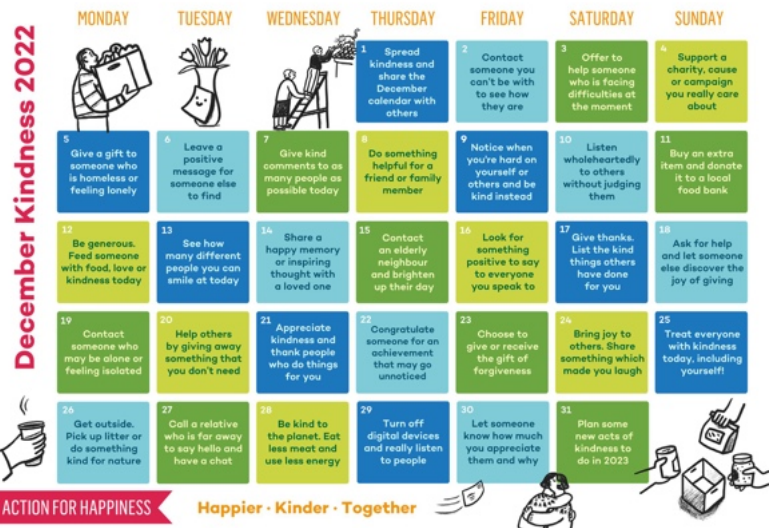 December Kindness 2022
MONDAY TUESDAY WEDNESDAY THURSDAY FRIDAY SATURDAY SUNDAY
1 Spread
kindness and
share the
December
calendar with
others
2
Contact
someone you
can't be with
to see how
they are
3
Offer to
help someone
who is facing
difficulties at
the moment
4
Support a
charity, cause
or campaign
you really care
about
5
Give a gift to
someone who
is homeless or
feeling lonely
6
Leave a
positive
message for
someone else
to find
7
Give kind
comments to as
many people as
possible today
8
Do something
helpful for a
friend or family
member
9
Notice when
you're hard on
yourself or
others and be
kind instead
10
Listen
wholeheartedly
to others
without judging
them
11
Buy an extra
item and donate
it to a local
food bank
12
Be generous.
Feed someone
with food, love or
kindness today
13
See how
many different
people you can
smile at today
14
Share a
happy memory
or inspiring
thought with
a loved one
15
Contact
an elderly
neighbour
and brighten
up their day
16
Look for
something
positive to say
to everyone
you speak to
17
Give thanks.
List the kind
things others
have done
for you
18
Ask for help
and let someone
else discover the
joy of giving
19
Contact
someone who
may be alone or
feeling isolated
20
Help others
by giving away
something that
you don't need
21
Appreciate
kindness and
thank people
who do things
for you
22
Congratulate
someone for an
achievement
that may go
unnoticed
23
Choose to
give or receive
the gift of
forgiveness
24
Bring joy to
others. Share
something which
made you laugh
25
Treat everyone
with kindness
today, including
yourself!
26
Get outside.
Pick up litter or
do something
kind for nature
27
Call a relative
who is far away
to say hello and
have a chat
28
Be kind to
the planet. Eat
less meat and
use less energy
29
Turn off
digital devices
and really listen
to people
30
Let someone
know how much
you appreciate
them and why
31
Plan some
new acts of
kindness to
do in 2023
ACTION FOR HAPPINESS
Happier · Kinder · Together